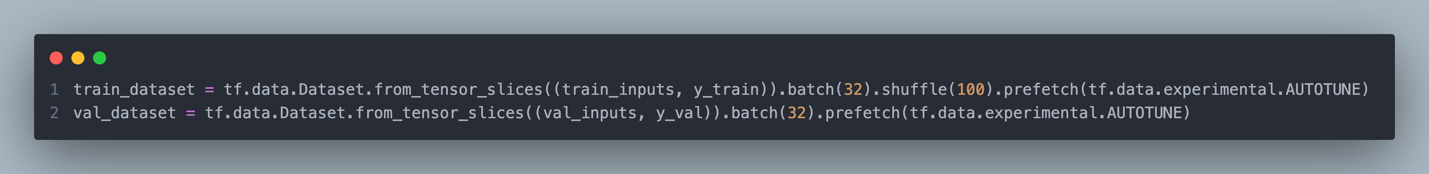 1 train_dataset = tf.data.Dataset.from_tensor_slices((train_inputs, y_train)).batch(32).shuffle(100).prefetch(tf.data.experimental.AUTOTUNE)
2 val_dataset = tf.data.Dataset.from_tensor_slices((val_inputs, y_val)).batch(32).prefetch(tf.data.experimental.AUTOTUNE)